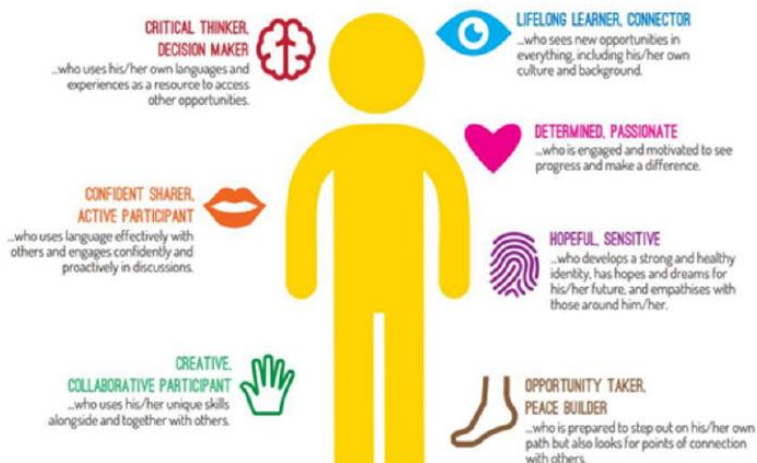 CRITICAL THINKER,
DECISION MAKER
...who uses his/her own languages and
experiences as a resource to access
other opportunities.
LIFELONG LEARNER, CONNECTOR
...who sees new opportunities in
everything, including his/her own
culture and background.
DETERMINED, PASSIONATE
...who is engaged and motivated to see
progress and make a difference.
CONFIDENT SHARER,
ACTIVE PARTICIPANT
...who uses language effectively with
others and engages confidently and
proactively in discussions.
HOPEFUL, SENSITIVE
...who develops a strong and healthy
identity, has hopes and dreams for
his/her future, and empathises with
those around him/her.
CREATIVE,
COLLABORATIVE PARTICIPANT
...who uses his/her unique skills
alongside and together with others.
OPPORTUNITY TAKER,
PEACE BUILDER
...who is prepared to step out on his/her own
path but also looks for points of connection
with others.